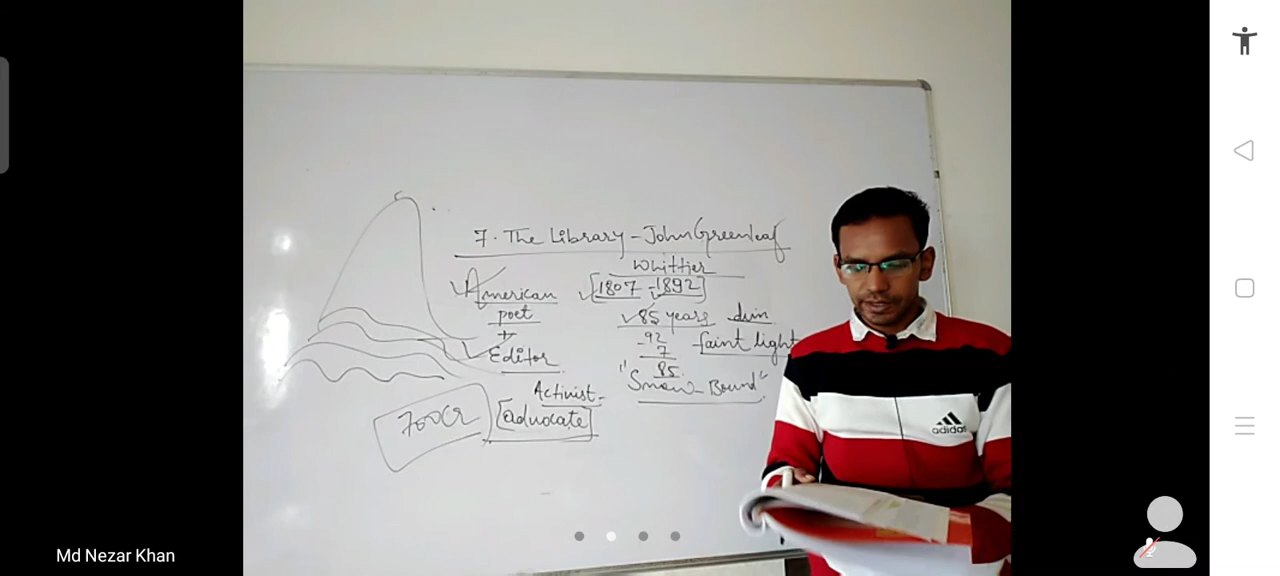 7. The Library - John Greenleaf
Whittier
American
poet
+
Editor
[1807 - 1892]
85 years
92
7
85
dim
faint light
"Snow-Bound"
Activist-
[advocate]
adidas
Md Nezar Khan